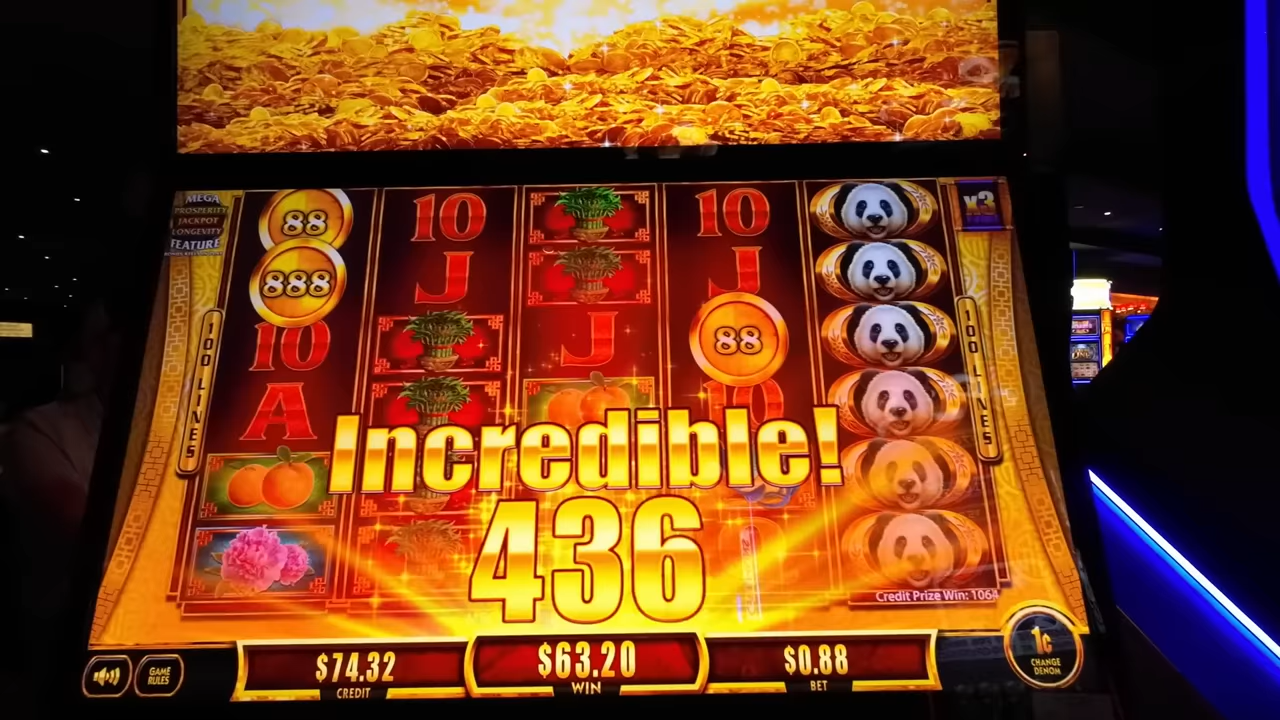 MEGA
PROSPERITY
JACKPOT
LONGEVITY
FEATURE
x3
88
10
10
888
J
J
88
10
J
10
A
100 LINES
100 LINES
Incredible!
436
Credit Prize Win: 1064
$74.32
CREDIT
$63.20
WIN
$0.88
BET
GAME
RULES
1¢
CHANGE
DENOM